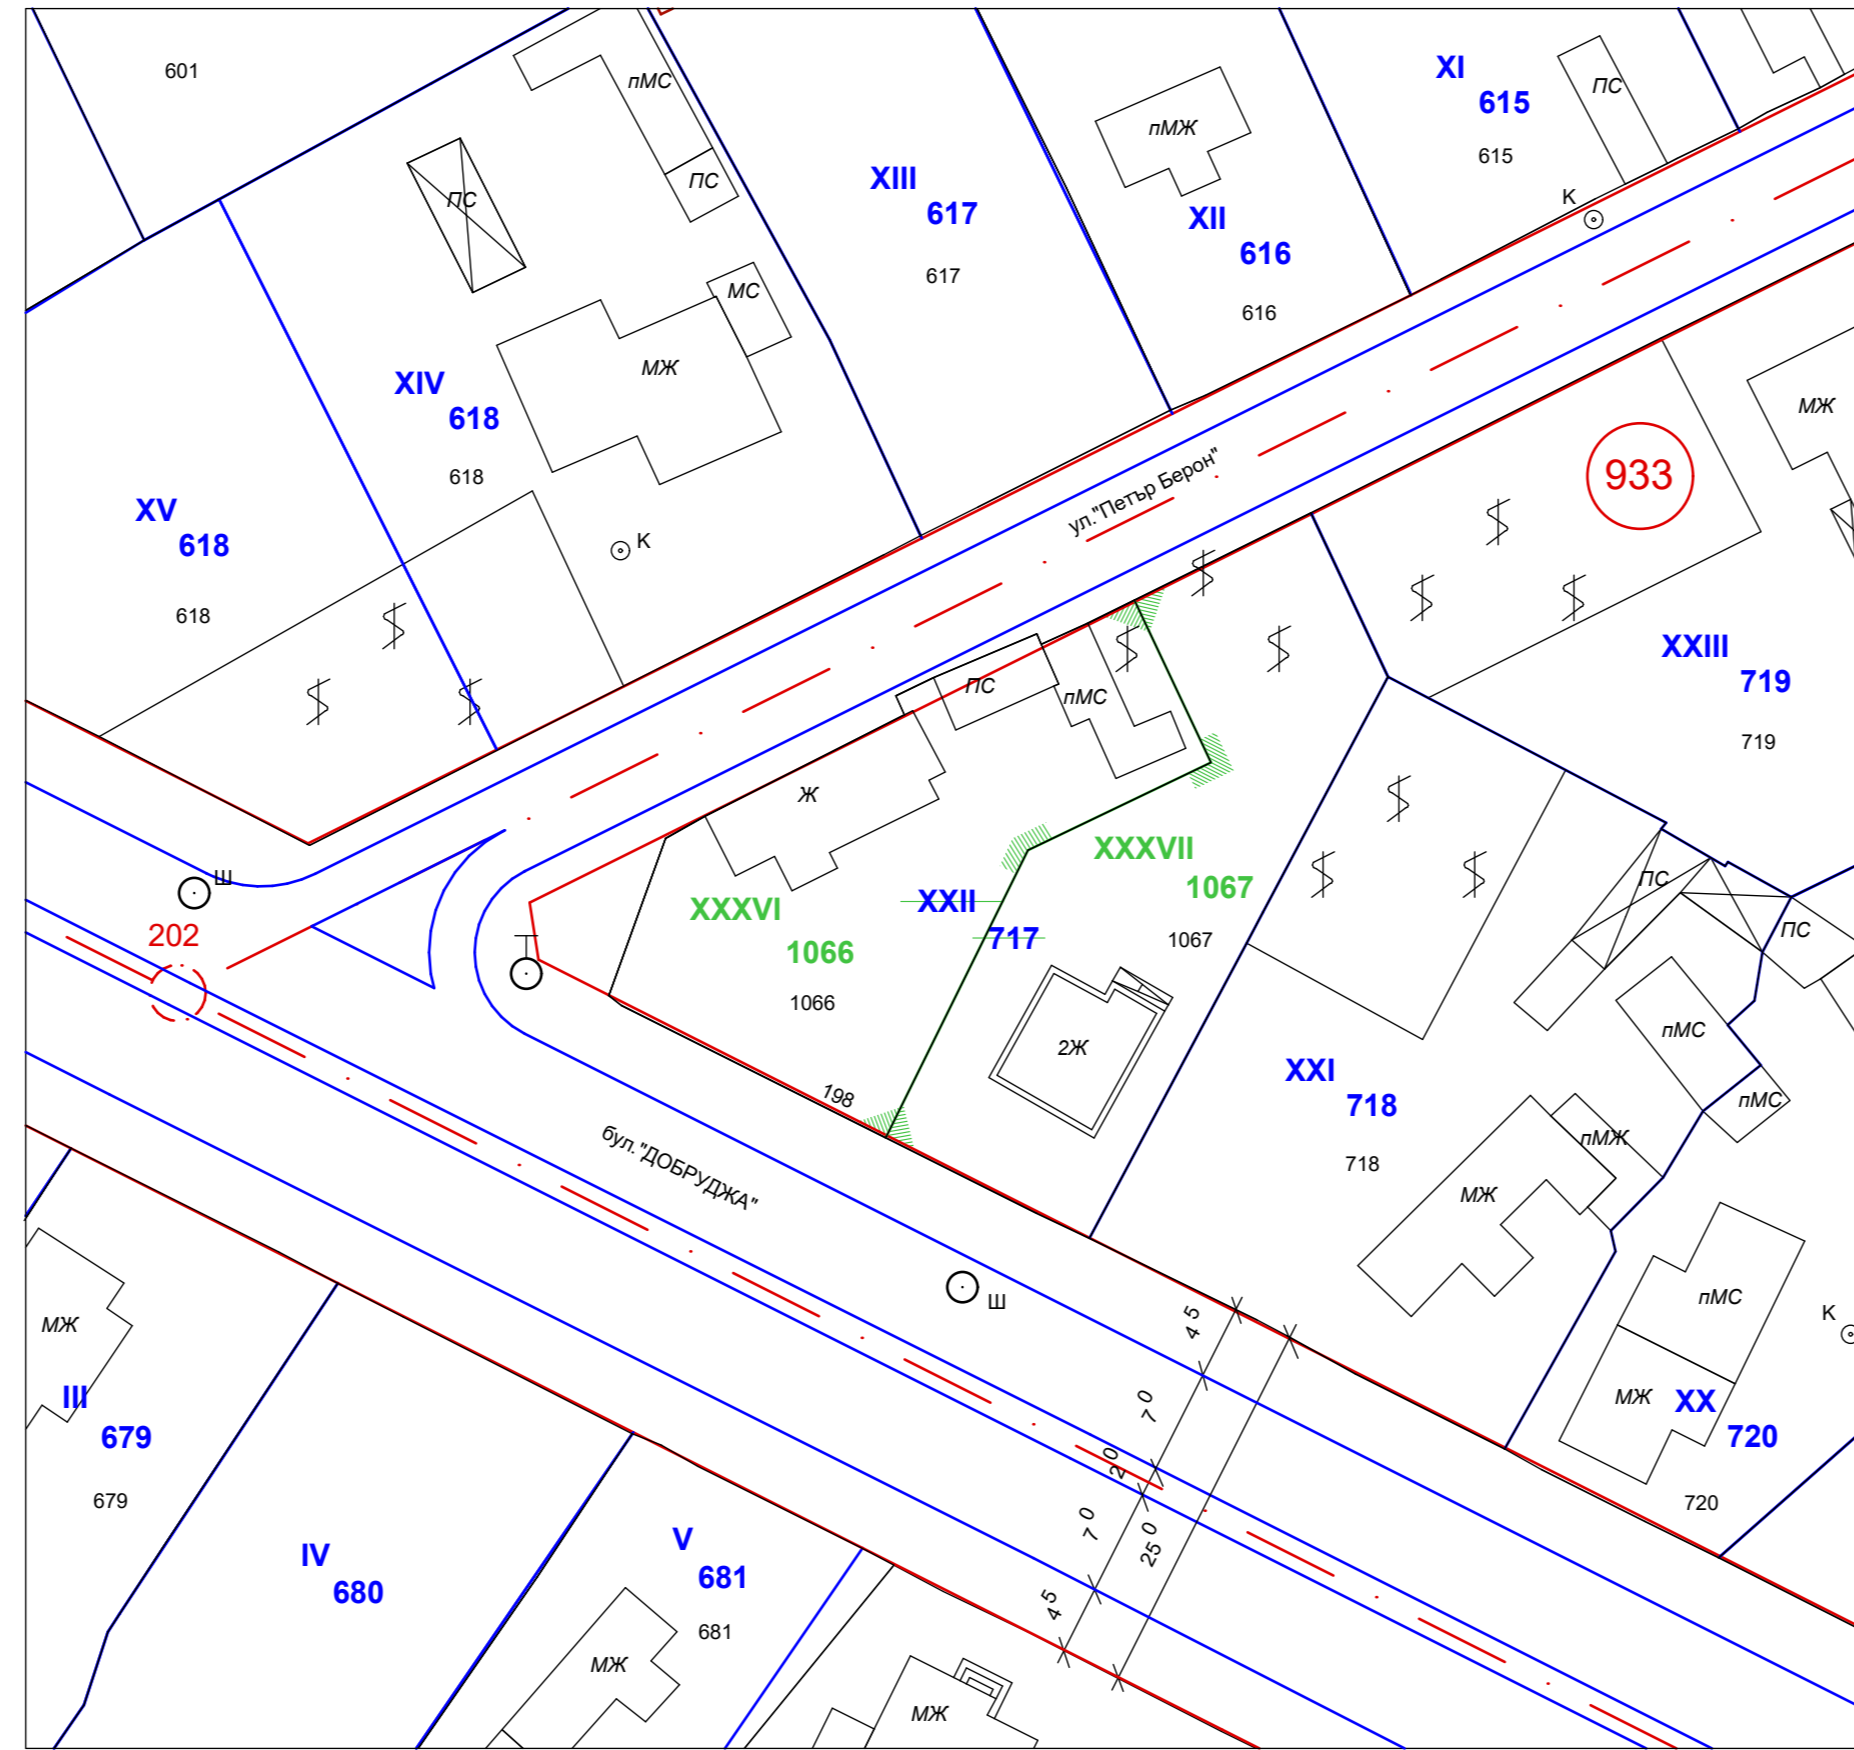 601
пМС
ПС
ПС
XIII
617
617
пМЖ
XII
616
616
XI
615
615
ПС
К
МС
МЖ
XIV
618
618
К
XV
618
618
ул."Петър Берон"
933
МЖ
XXIII
719
719
ПС
пМС
Ж
XXXVI
1066
1066
XXII
717
XXXVII
1067
1067
2Ж
Ш
202
Т
198
бул."ДОБРУДЖА"
Ш
ПС
ПС
пМС
пМС
XXI
718
718
пМЖ
МЖ
пМС
К
МЖ
XX
720
720
4 5
7 0
2 0
7 0
25 0
4 5
МЖ
III
679
679
IV
680
V
681
681
МЖ
МЖ